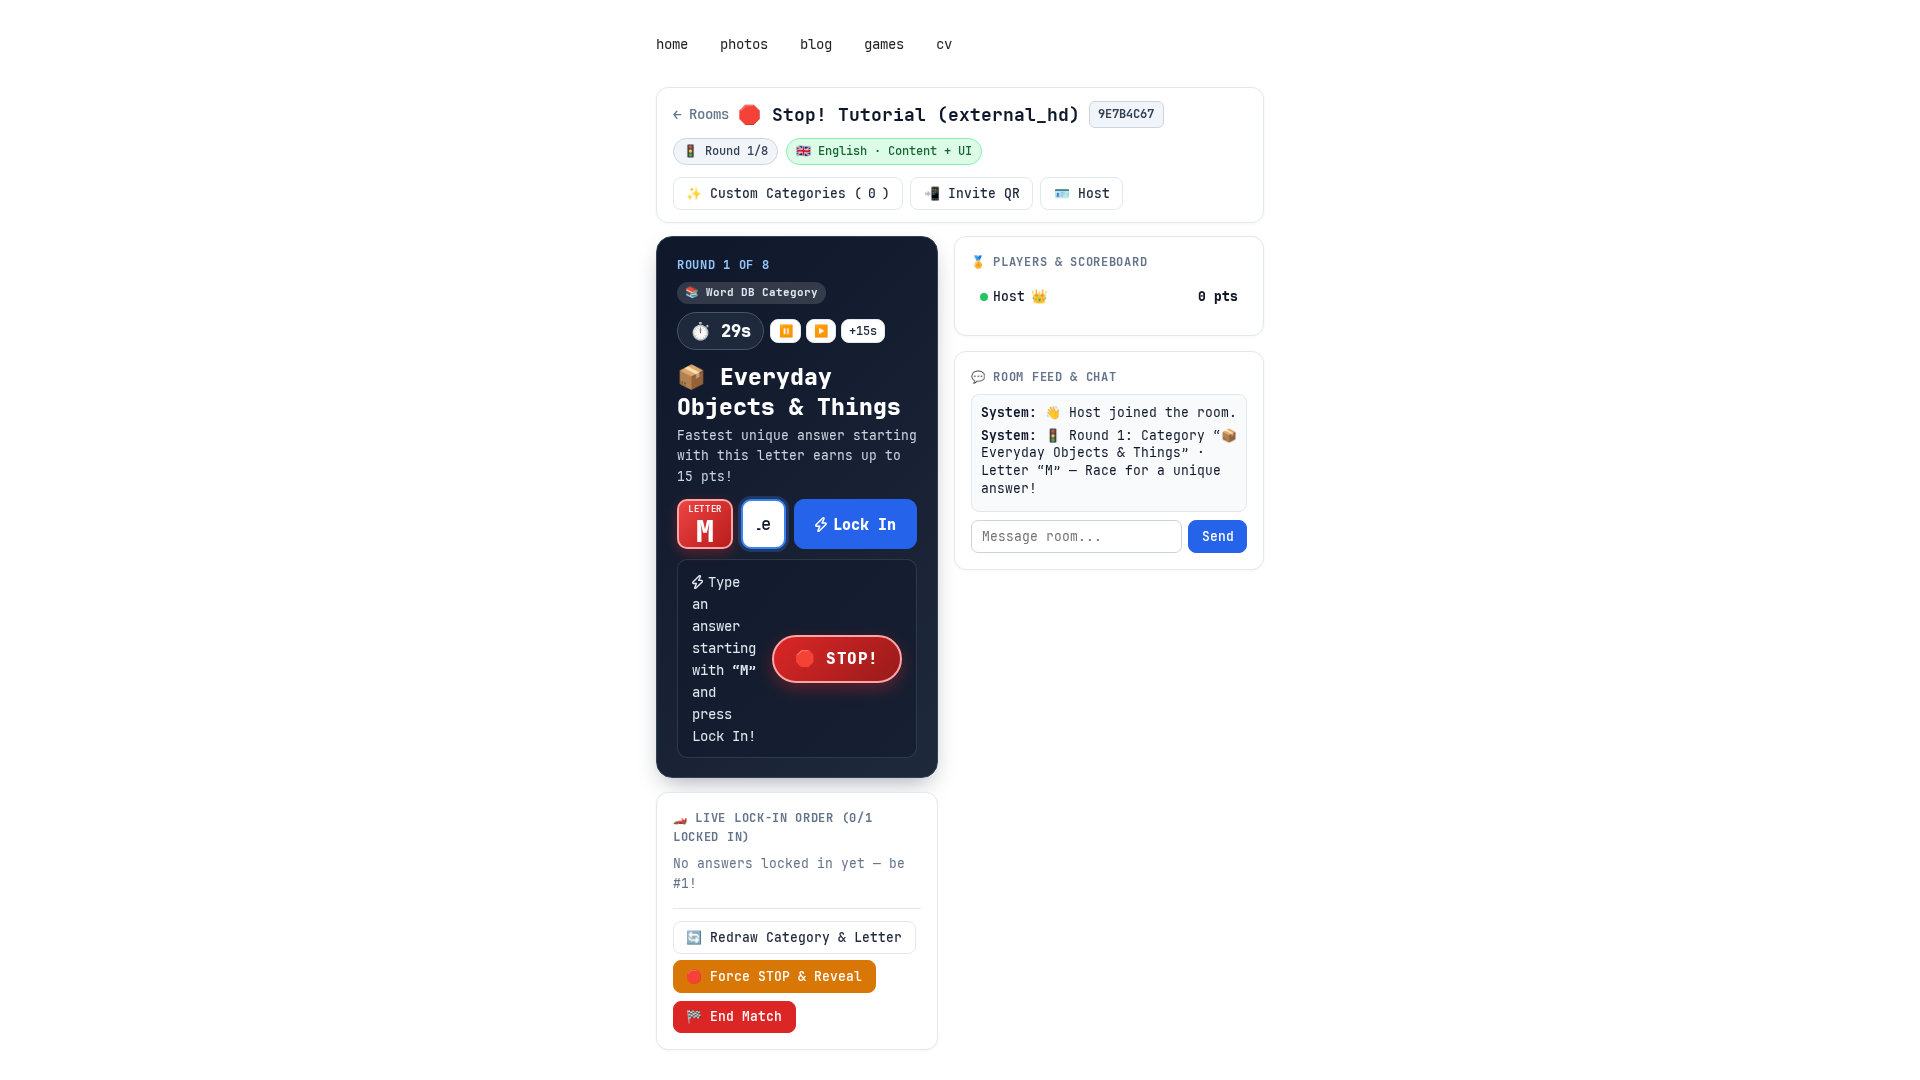 home photos blog games cv
← Rooms 🛑 Stop! Tutorial (external_hd) 9E7B4C67
🚦 Round 1/8 🇬🇧 English · Content + UI
✨ Custom Categories ( 0 ) 📲 Invite QR 🪪 Host
ROUND 1 OF 8
📚 Word DB Category
⏱️ 29s ⏸️ ▶️ +15s
📦 Everyday
Objects & Things
Fastest unique answer starting
with this letter earns up to
15 pts!
LETTER
M
Lock In
Type
an
answer
starting
with “M”
and
press
Lock In!
🛑 STOP!
🏎️ LIVE LOCK-IN ORDER (0/1
LOCKED IN)
No answers locked in yet — be
#1!
🔄 Redraw Category & Letter
🛑 Force STOP & Reveal
🏁 End Match
🏅 PLAYERS & SCOREBOARD
Host 👑 0 pts
💬 ROOM FEED & CHAT
System: 👋 Host joined the room.
System: 🚦 Round 1: Category “📦
Everyday Objects & Things” ·
Letter “M” — Race for a unique
answer!
Message room... Send